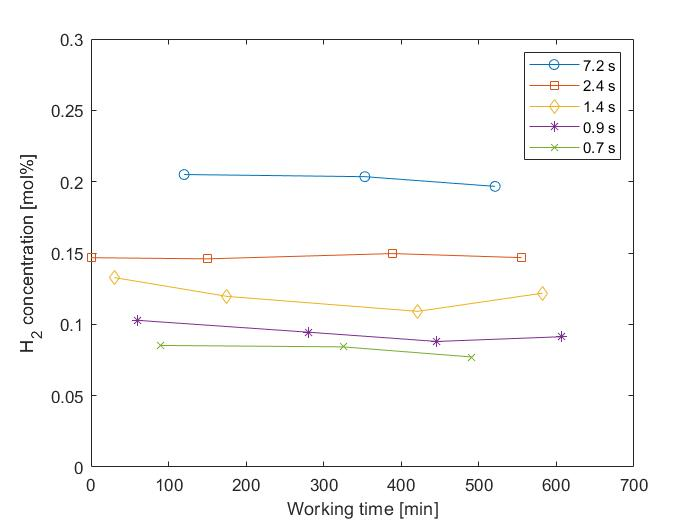 0.3
0.25
0.2
0.15
0.1
0.05
0
0 100 200 300 400 500 600 700
H2 concentration [mol%]
Working time [min]
7.2 s
2.4 s
1.4 s
0.9 s
0.7 s